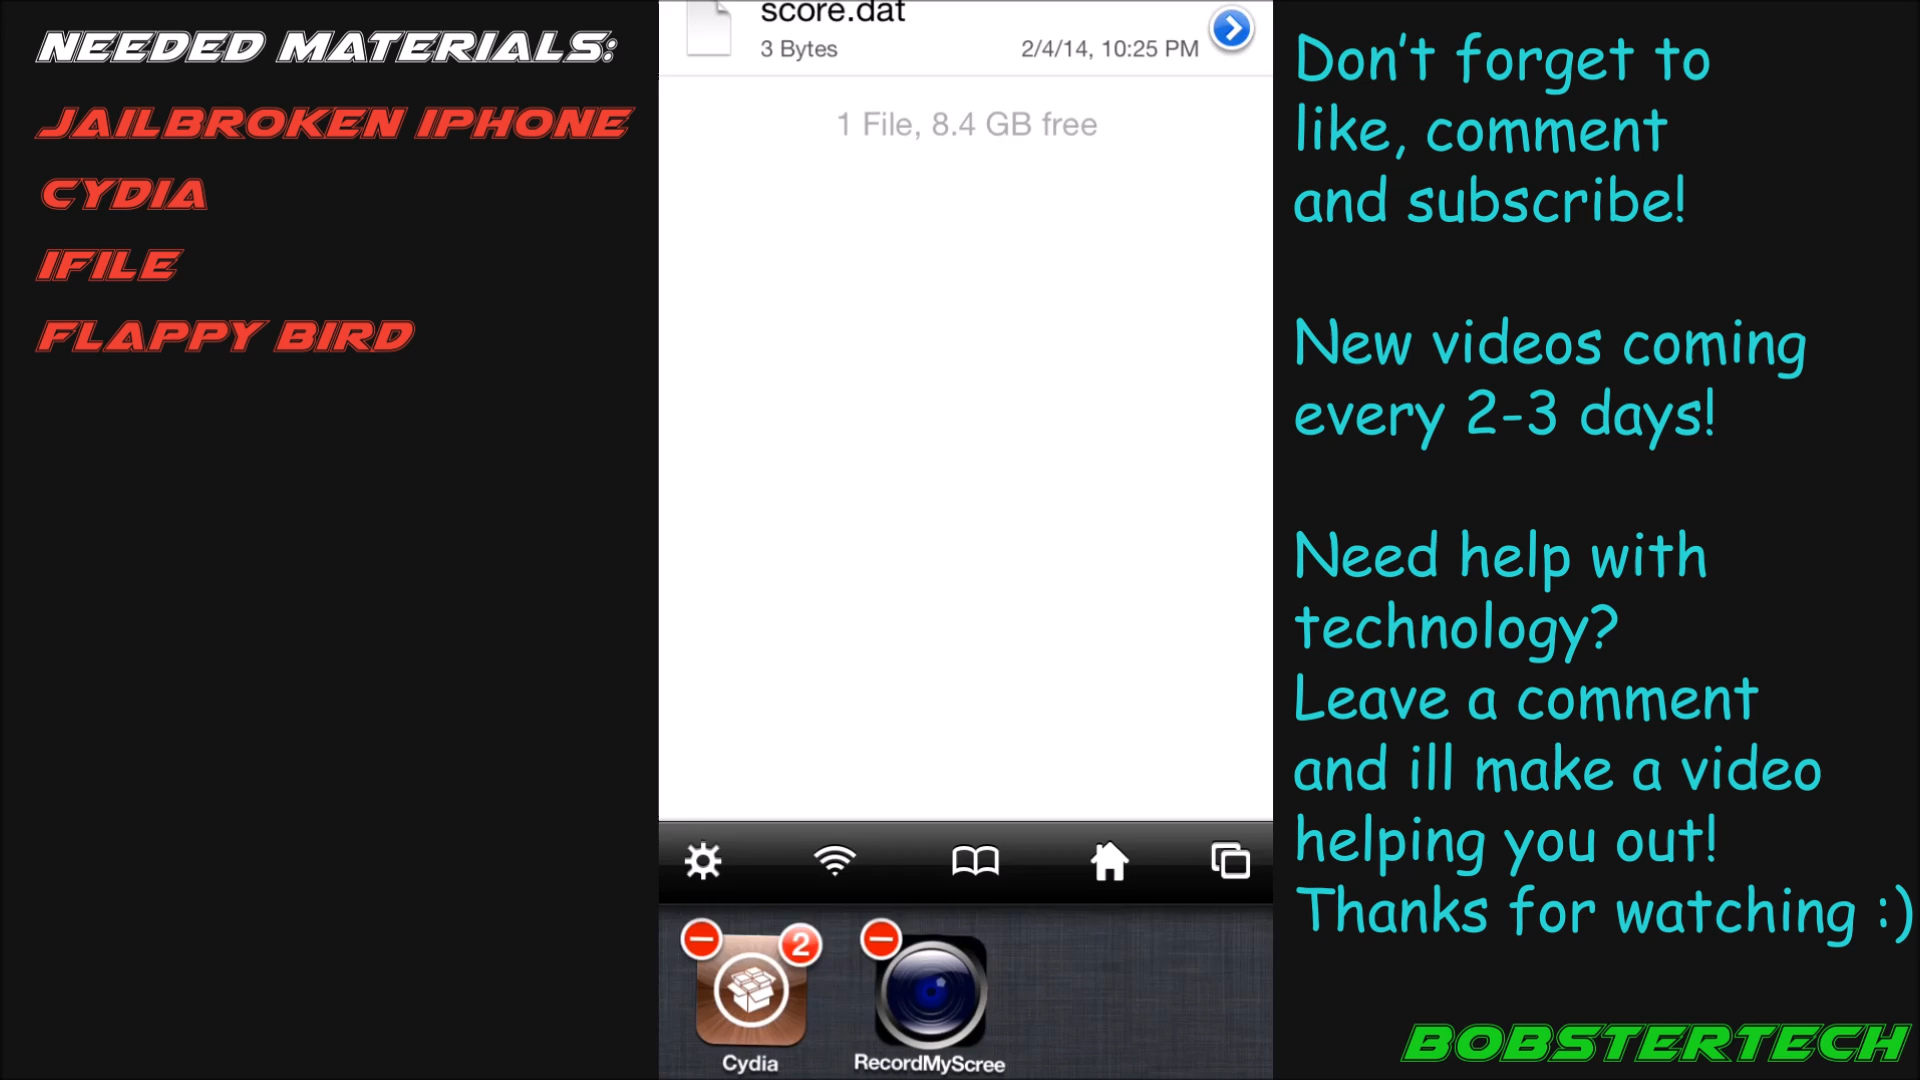 NEEDED MATERIALS:
JAILBROKEN IPHONE
CYDIA
IFILE
FLAPPY BIRD
score.dat
3 Bytes
2/4/14, 10:25 PM
1 File, 8.4 GB free
2
Cydia
RecordMyScree
Don't forget to
like, comment
and subscribe!
New videos coming
every 2-3 days!
Need help with
technology?
Leave a comment
and ill make a video
helping you out!
Thanks for watching :)
BOBSTERTECH